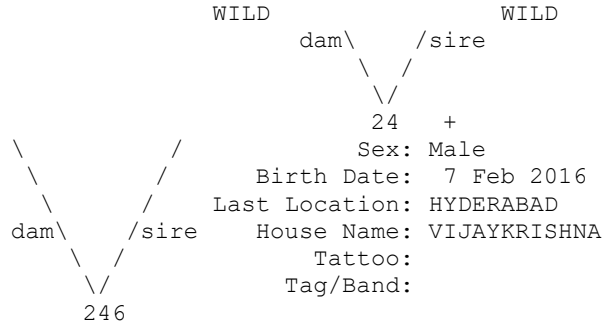 WILD WILD
dam\ /sire
\ /
\/
24 +
\ / Sex: Male
\ / Birth Date: 7 Feb 2016
\ / Last Location: HYDERABAD
dam\ /sire House Name: VIJAYKRISHNA
\ / Tattoo:
\/ Tag/Band:
246